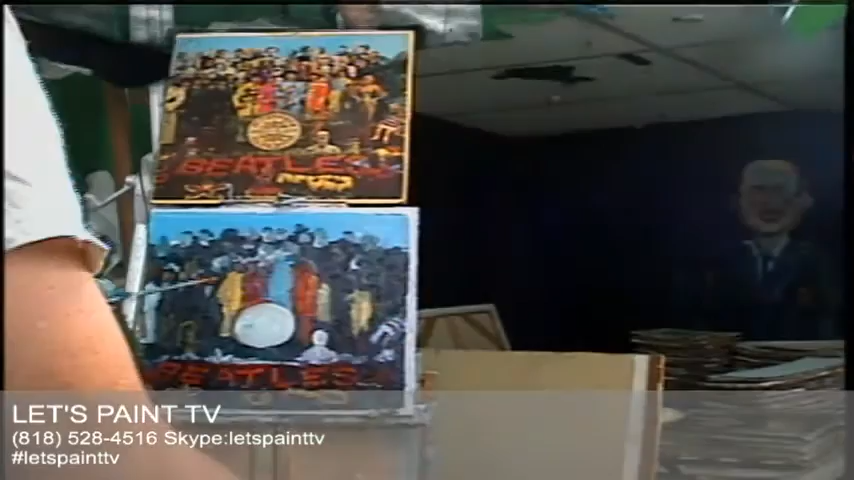 BEATLES
BEATLES
LET'S PAINT TV
(818) 528-4516 Skype:letspainttv
#letspainttv